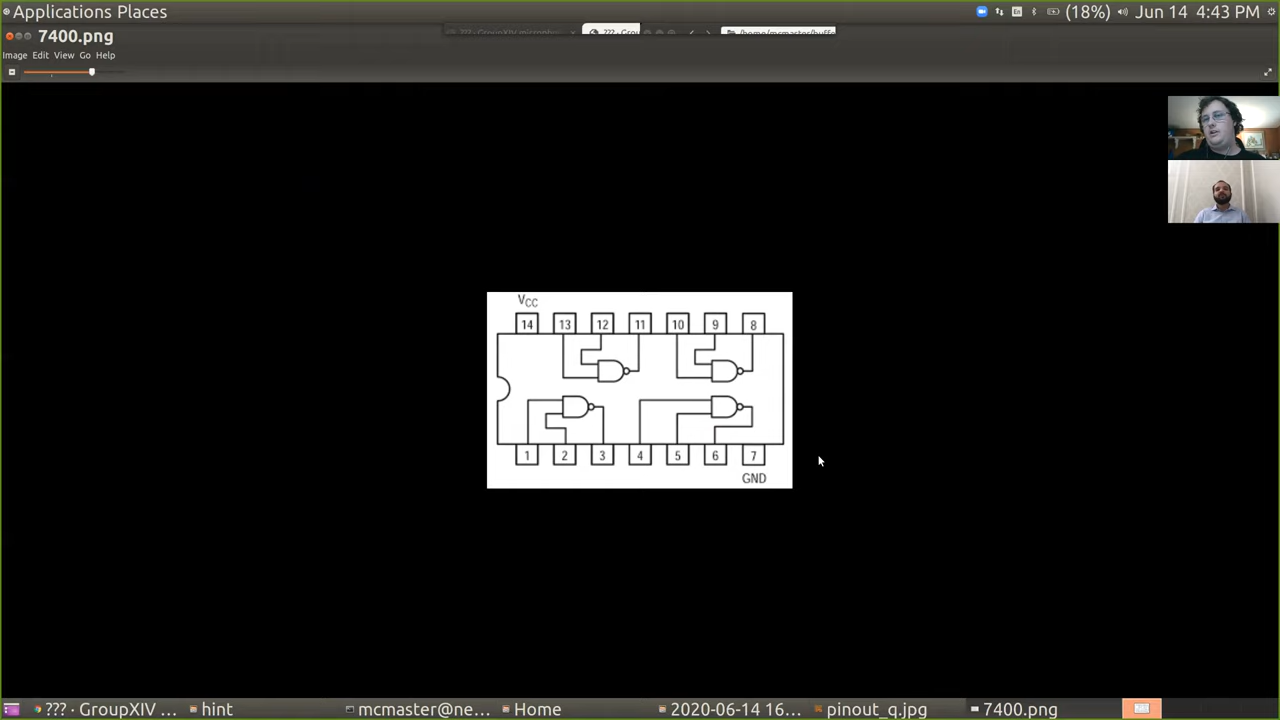 Applications Places
(18%) Jun 14 4:43 PM
7400.png
Image Edit View Go Help
VCC
14 13 12 11 10 9 8
1 2 3 4 5 6 7
GND
??? · GroupXIV ...
hint
mcmaster@ne...
Home
2020-06-14 16...
pinout_q.jpg
7400.png